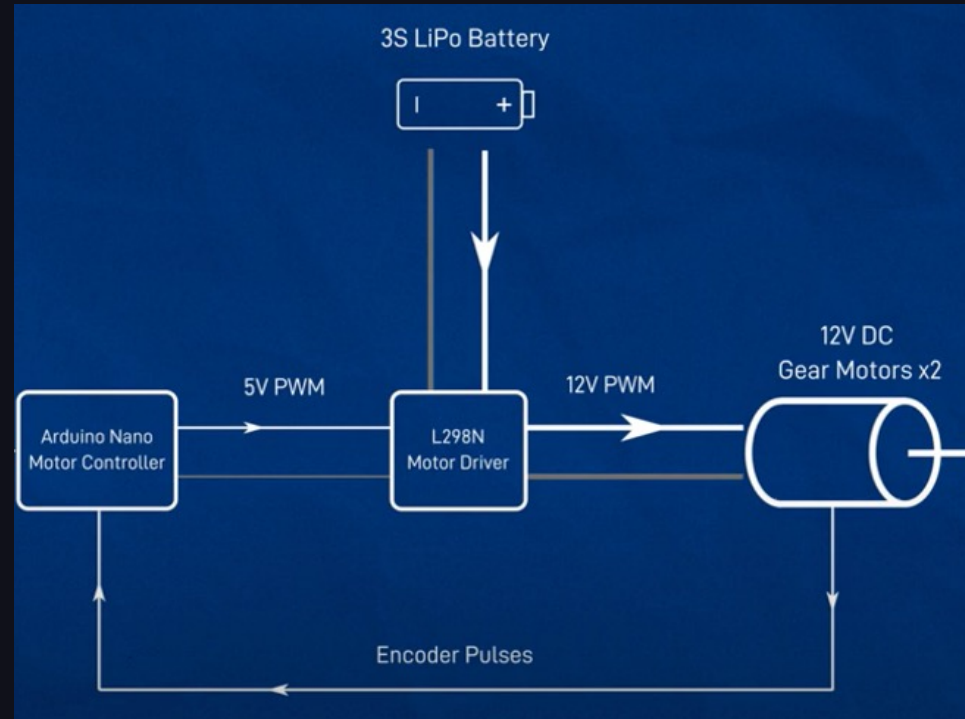 3S LiPo Battery
- +
5V PWM
12V PWM
12V DC
Gear Motors x2
Arduino Nano
Motor Controller
L298N
Motor Driver
Encoder Pulses